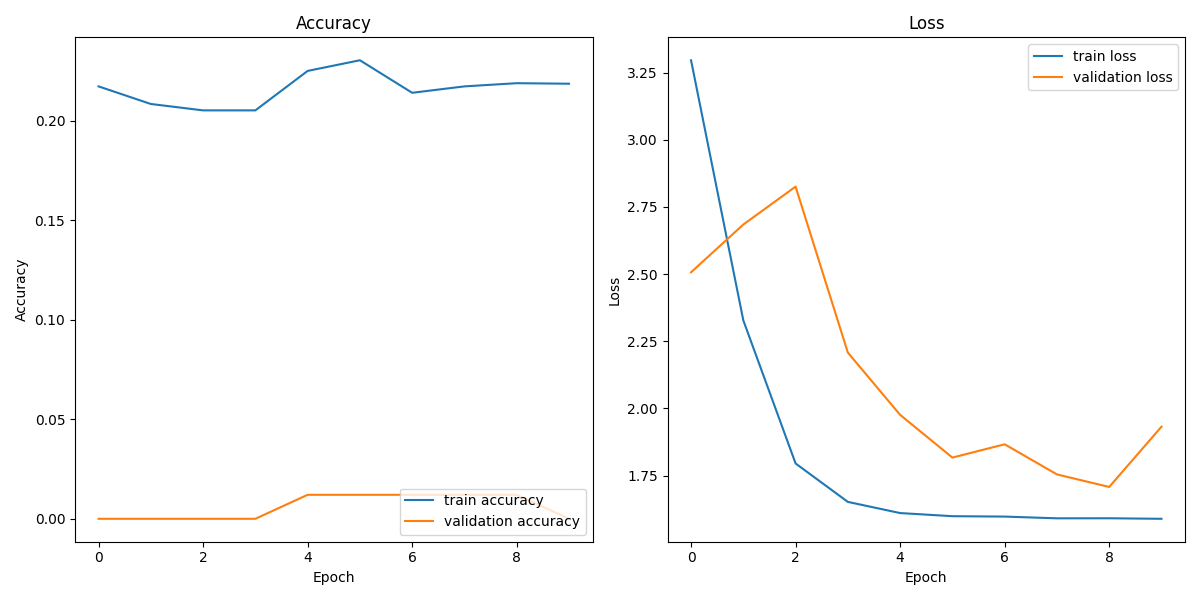 Accuracy
Accuracy
0.20
0.15
0.10
0.05
0.00
0 2 4 6 8
Epoch
train accuracy
validation accuracy
Loss
Loss
3.25
3.00
2.75
2.50
2.25
2.00
1.75
0 2 4 6 8
Epoch
train loss
validation loss